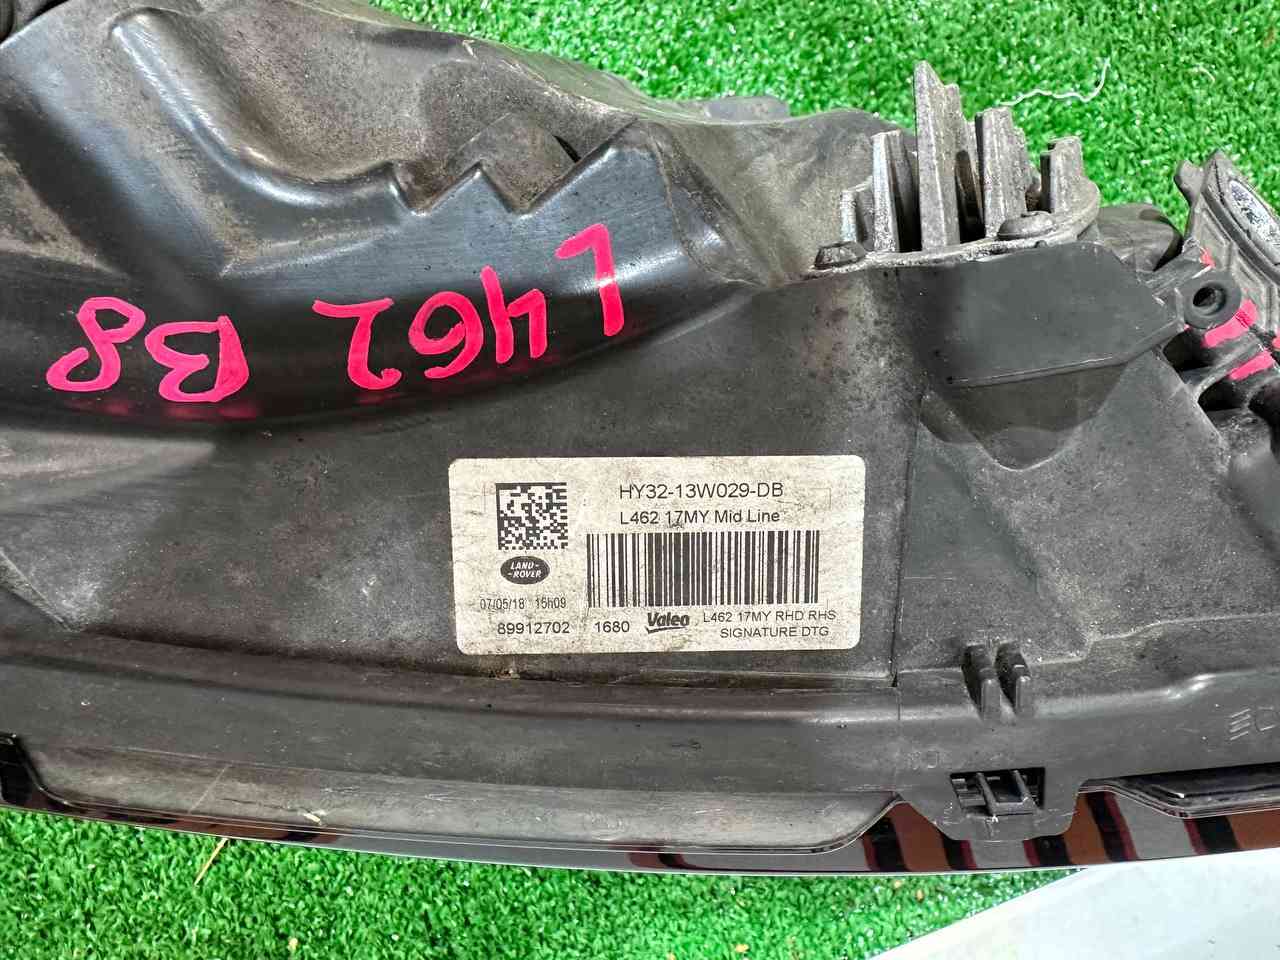 L462 B8
HY32-13W029-DB
L462 17MY Mid Line
LAND-
-ROVER
07/05/18 15h09
89912702 1680 Valeo L462 17MY RHD RHS
SIGNATURE DTG